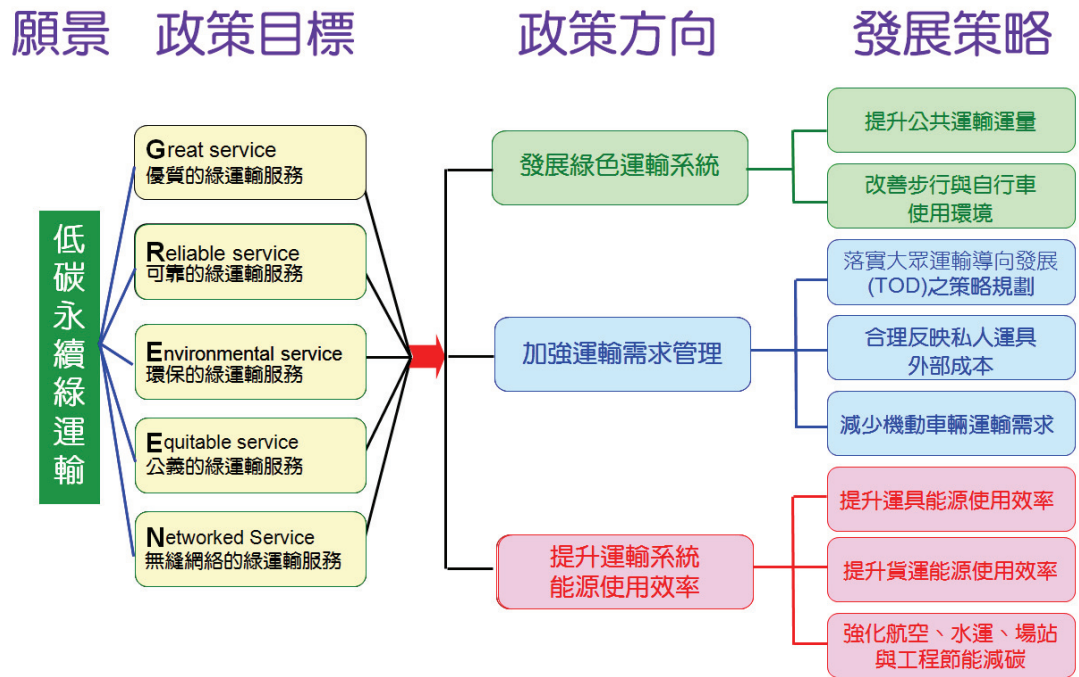 願景 政策目標 政策方向 發展策略
低碳永續綠運輸
Great service
優質的綠運輸服務
Reliable service
可靠的綠運輸服務
Environmental service
環保的綠運輸服務
Equitable service
公義的綠運輸服務
Networked Service
無縫網絡的綠運輸服務
發展綠色運輸系統
加強運輸需求管理
提升運輸系統
能源使用效率
提升公共運輸運量
改善步行與自行車
使用環境
落實大眾運輸導向發展
(TOD)之策略規劃
合理反映私人運具
外部成本
減少機動車輛運輸需求
提升運具能源使用效率
提升貨運能源使用效率
強化航空、水運、場站
與工程節能減碳